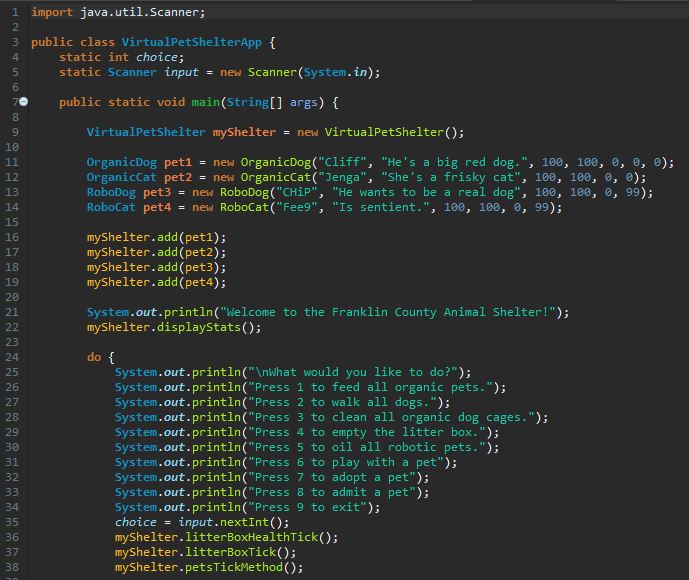 1 import java.util.Scanner;
2
3 public class VirtualPetShelterApp {
4 static int choice;
5 static Scanner input = new Scanner(System.in);
6
7 public static void main(String[] args) {
8
9 VirtualPetShelter myShelter = new VirtualPetShelter();
10
11 OrganicDog pet1 = new OrganicDog("Cliff", "He's a big red dog.", 100, 100, 0, 0, 0);
12 OrganicCat pet2 = new OrganicCat("Jenga", "She's a frisky cat", 100, 100, 0, 0);
13 RoboDog pet3 = new RoboDog("CHiP", "He wants to be a real dog", 100, 100, 0, 99);
14 RoboCat pet4 = new RoboCat("Fee9", "Is sentient.", 100, 100, 0, 99);
15
16 myShelter.add(pet1);
17 myShelter.add(pet2);
18 myShelter.add(pet3);
19 myShelter.add(pet4);
20
21 System.out.println("Welcome to the Franklin County Animal Shelter!");
22 myShelter.displayStats();
23
24 do {
25 System.out.println("\nWhat would you like to do?");
26 System.out.println("Press 1 to feed all organic pets.");
27 System.out.println("Press 2 to walk all dogs.");
28 System.out.println("Press 3 to clean all organic dog cages.");
29 System.out.println("Press 4 to empty the litter box.");
30 System.out.println("Press 5 to oil all robotic pets.");
31 System.out.println("Press 6 to play with a pet");
32 System.out.println("Press 7 to adopt a pet");
33 System.out.println("Press 8 to admit a pet");
34 System.out.println("Press 9 to exit");
35 choice = input.nextInt();
36 myShelter.litterBoxHealthTick();
37 myShelter.litterBoxTick();
38 myShelter.petsTickMethod();